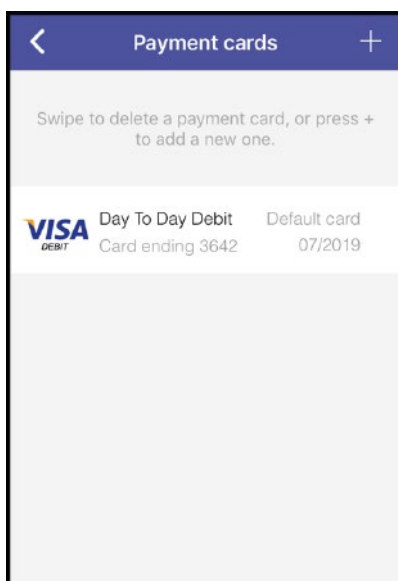 Payment cards
Swipe to delete a payment card, or press +
to add a new one.
VISA
DEBIT
Day To Day Debit
Default card
Card ending 3642
07/2019